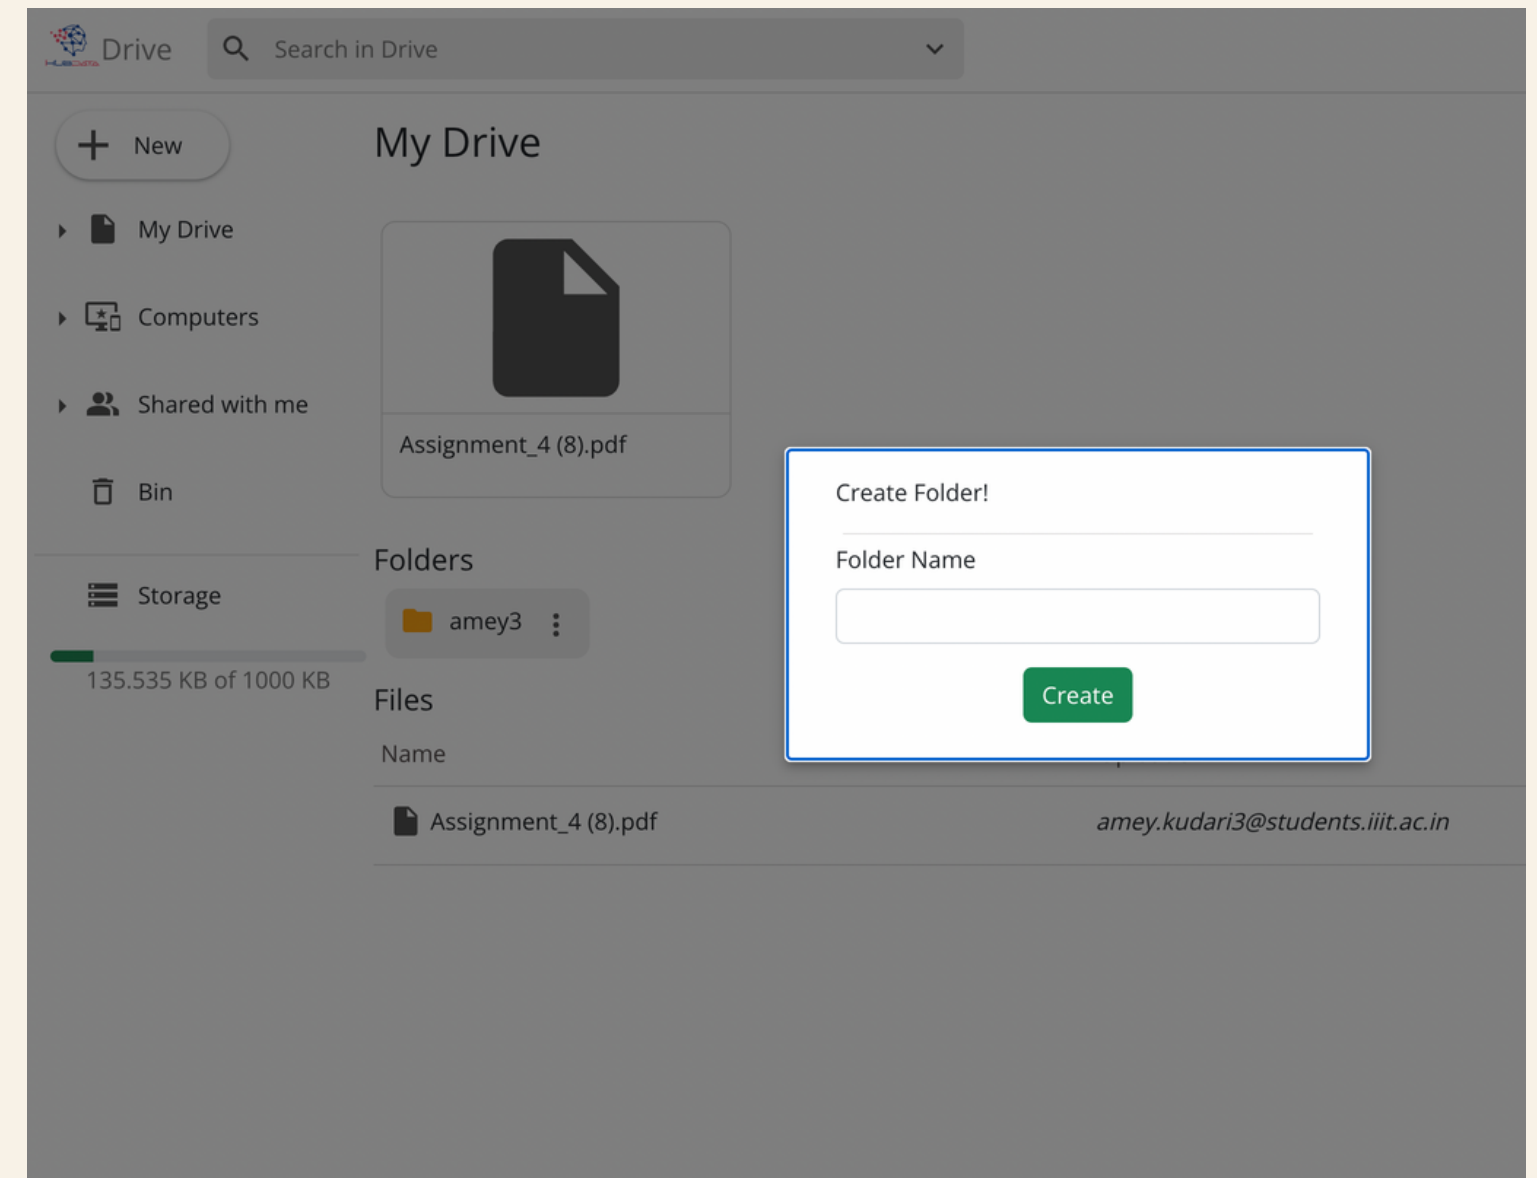 HUBDATA
Drive
Search in Drive
New
My Drive
Computers
Shared with me
Bin
Storage
135.535 KB of 1000 KB
My Drive
Assignment_4 (8).pdf
Folders
amey3
Files
Name
Assignment_4 (8).pdf
amey.kudari3@students.iiit.ac.in
Create Folder!
Folder Name
Create